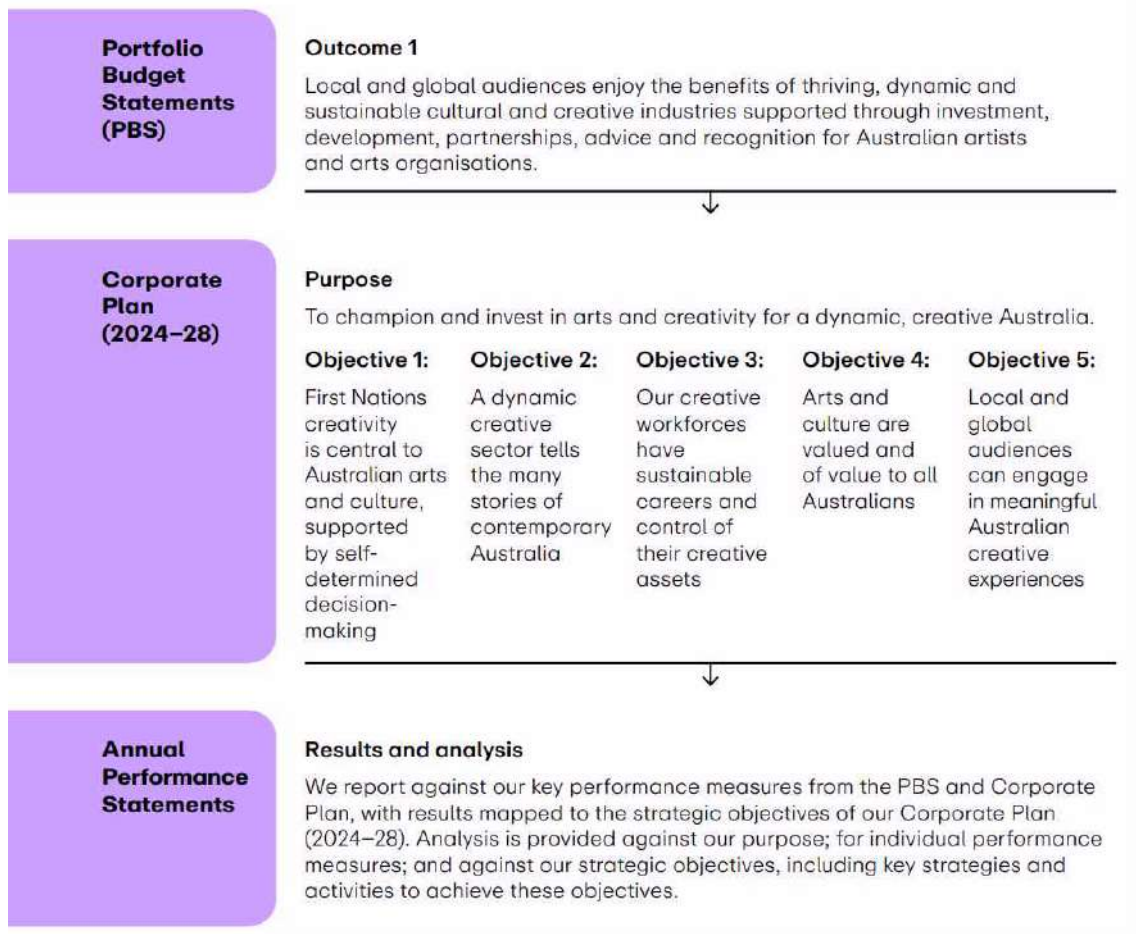 Portfolio
Budget
Statements
(PBS)
Outcome 1
Local and global audiences enjoy the benefits of thriving, dynamic and
sustainable cultural and creative industries supported through investment,
development, partnerships, advice and recognition for Australian artists
and arts organisations.
Corporate
Plan
(2024–28)
Purpose
To champion and invest in arts and creativity for a dynamic, creative Australia.
Objective 1:
First Nations
creativity
is central to
Australian arts
and culture,
supported
by self-
determined
decision-
making
Objective 2:
A dynamic
creative
sector tells
the many
stories of
contemporary
Australia
Objective 3:
Our creative
workforces
have
sustainable
careers and
control of
their creative
assets
Objective 4:
Arts and
culture are
valued and
of value to all
Australians
Objective 5:
Local and
global
audiences
can engage
in meaningful
Australian
creative
experiences
Annual
Performance
Statements
Results and analysis
We report against our key performance measures from the PBS and Corporate
Plan, with results mapped to the strategic objectives of our Corporate Plan
(2024–28). Analysis is provided against our purpose; for individual performance
measures; and against our strategic objectives, including key strategies and
activities to achieve these objectives.